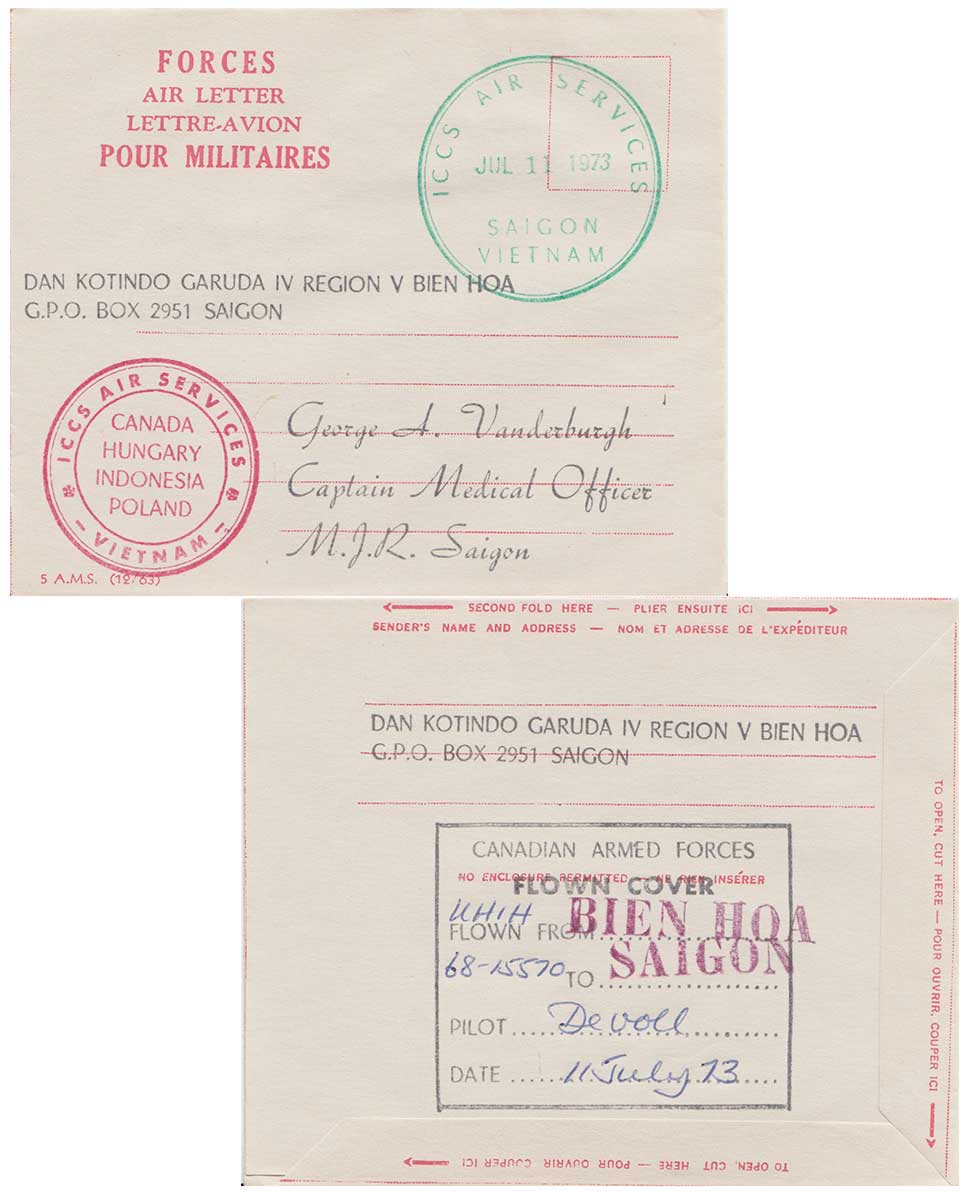 FORCES
AIR LETTER
LETTRE-AVION
POUR MILITAIRES
ICCS AIR SERVICES
JUL 11 1973
SAIGON
VIETNAM
DAN KOTINDO GARUDA IV REGION V BIEN HOA
G.P.O. BOX 2951 SAIGON
ICCS AIR SERVICES
CANADA
HUNGARY
INDONESIA
POLAND
- VIETNAM -
George A. Vanderburgh
Captain Medical Officer
M.J.R. Saigon
5 A.M.S. (12/63)
SECOND FOLD HERE — PLIER ENSUITE ICI
SENDER'S NAME AND ADDRESS — NOM ET ADRESSE DE L'EXPÉDITEUR
DAN KOTINDO GARUDA IV REGION V BIEN HOA
G.P.O. BOX 2951 SAIGON
CANADIAN ARMED FORCES
NO ENCLOSURE PERMITTED — NE RIEN INSÉRER
FLOWN COVER
UH1H
FLOWN FROM BIEN HOA
68-15570 TO SAIGON
PILOT Devoll
DATE 11 July 73
TO OPEN, CUT HERE — POUR OUVRIR, COUPER ICI
TO OPEN, CUT HERE — POUR OUVRIR COUPER ICI